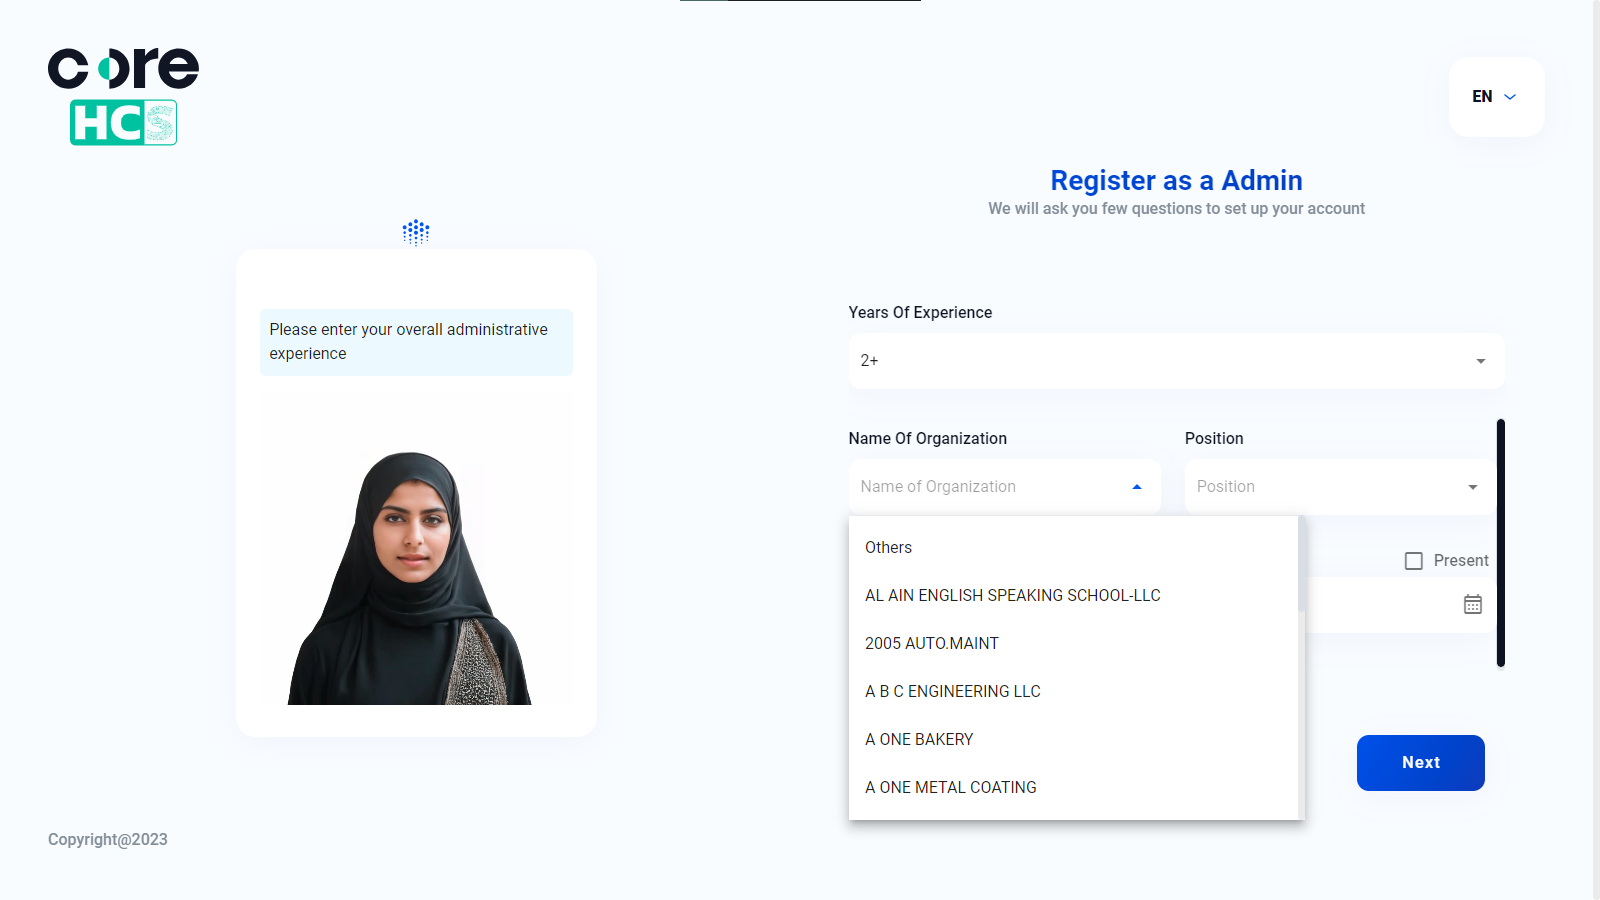 core
HCS
EN
Register as a Admin
We will ask you few questions to set up your account
Please enter your overall administrative
experience
Years Of Experience
2+
Name Of Organization
Position
Name of Organization
Position
Others
AL AIN ENGLISH SPEAKING SCHOOL-LLC
2005 AUTO.MAINT
A B C ENGINEERING LLC
A ONE BAKERY
A ONE METAL COATING
Present
Next
Copyright@2023